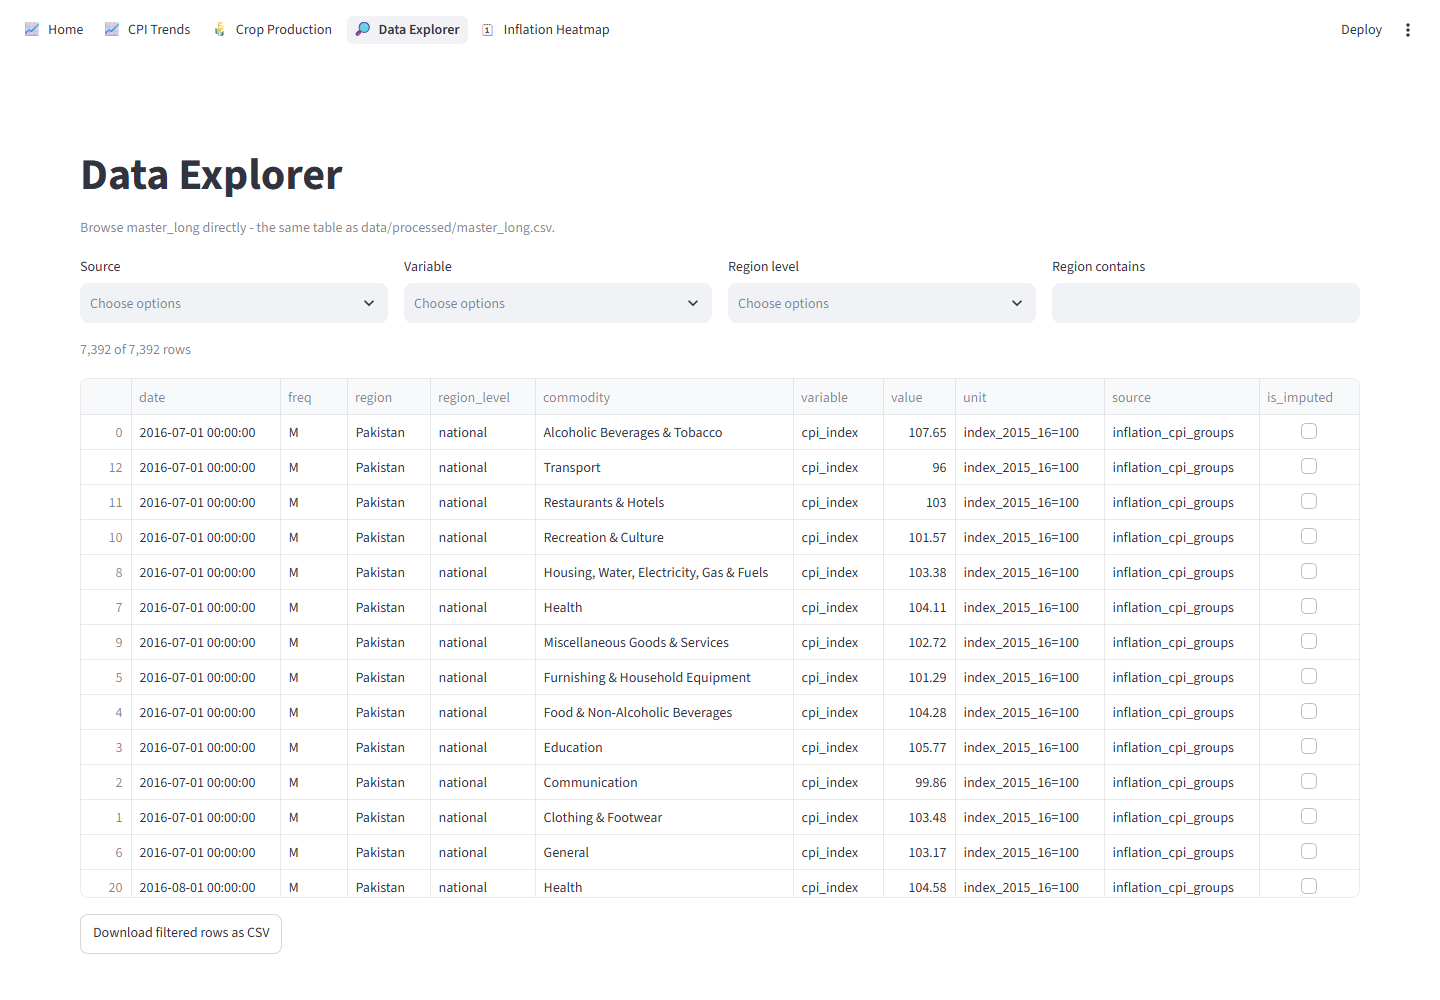 Home CPI Trends Crop Production Data Explorer Inflation Heatmap Deploy
Data Explorer
Browse master_long directly - the same table as data/processed/master_long.csv.
Source Variable Region level Region contains
Choose options Choose options Choose options
7,392 of 7,392 rows
date freq region region_level commodity variable value unit source is_imputed
0 2016-07-01 00:00:00 M Pakistan national Alcoholic Beverages & Tobacco cpi_index 107.65 index_2015_16=100 inflation_cpi_groups
12 2016-07-01 00:00:00 M Pakistan national Transport cpi_index 96 index_2015_16=100 inflation_cpi_groups
11 2016-07-01 00:00:00 M Pakistan national Restaurants & Hotels cpi_index 103 index_2015_16=100 inflation_cpi_groups
10 2016-07-01 00:00:00 M Pakistan national Recreation & Culture cpi_index 101.57 index_2015_16=100 inflation_cpi_groups
8 2016-07-01 00:00:00 M Pakistan national Housing, Water, Electricity, Gas & Fuels cpi_index 103.38 index_2015_16=100 inflation_cpi_groups
7 2016-07-01 00:00:00 M Pakistan national Health cpi_index 104.11 index_2015_16=100 inflation_cpi_groups
9 2016-07-01 00:00:00 M Pakistan national Miscellaneous Goods & Services cpi_index 102.72 index_2015_16=100 inflation_cpi_groups
5 2016-07-01 00:00:00 M Pakistan national Furnishing & Household Equipment cpi_index 101.29 index_2015_16=100 inflation_cpi_groups
4 2016-07-01 00:00:00 M Pakistan national Food & Non-Alcoholic Beverages cpi_index 104.28 index_2015_16=100 inflation_cpi_groups
3 2016-07-01 00:00:00 M Pakistan national Education cpi_index 105.77 index_2015_16=100 inflation_cpi_groups
2 2016-07-01 00:00:00 M Pakistan national Communication cpi_index 99.86 index_2015_16=100 inflation_cpi_groups
1 2016-07-01 00:00:00 M Pakistan national Clothing & Footwear cpi_index 103.48 index_2015_16=100 inflation_cpi_groups
6 2016-07-01 00:00:00 M Pakistan national General cpi_index 103.17 index_2015_16=100 inflation_cpi_groups
20 2016-08-01 00:00:00 M Pakistan national Health cpi_index 104.58 index_2015_16=100 inflation_cpi_groups
Download filtered rows as CSV